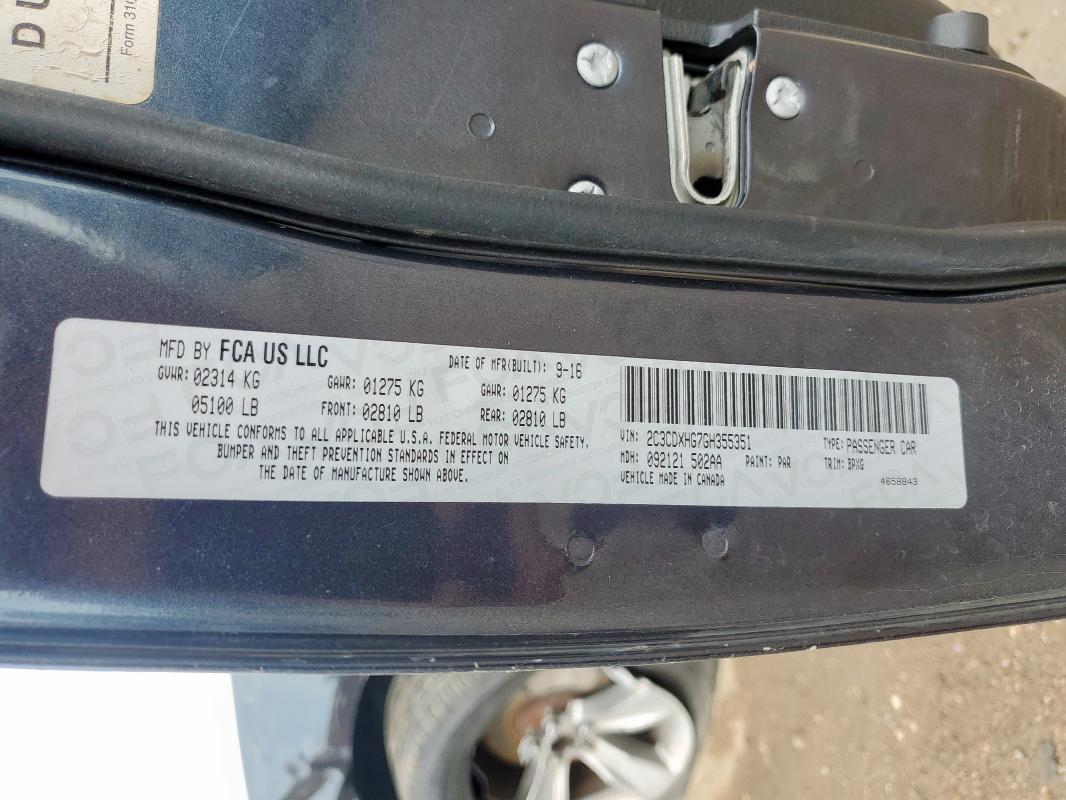 DU
Form 310
MFD BY FCA US LLC DATE OF MFR(BUILT): 9-16
GVWR: 02314 KG GAWR: 01275 KG GAWR: 01275 KG
05100 LB FRONT: 02810 LB REAR: 02810 LB
THIS VEHICLE CONFORMS TO ALL APPLICABLE U.S.A. FEDERAL MOTOR VEHICLE SAFETY.
BUMPER AND THEFT PREVENTION STANDARDS IN EFFECT ON
THE DATE OF MANUFACTURE SHOWN ABOVE.
VIN: 2C3CDXHG7GH355351 TYPE: PASSENGER CAR
MDH: 092121 502AA PAINT: PAR TRIM: BPXG
VEHICLE MADE IN CANADA 4658843